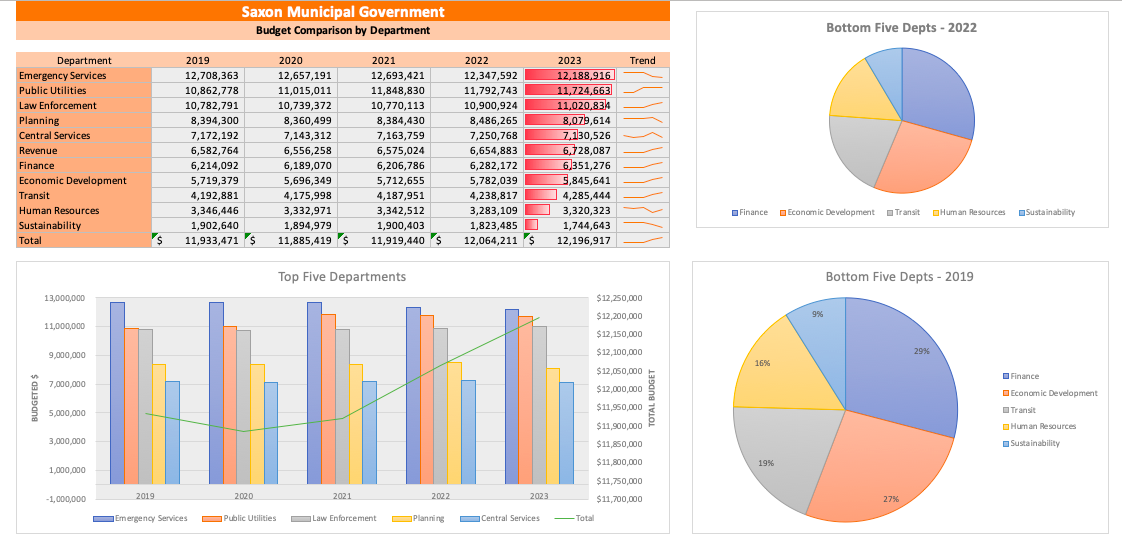 Saxon Municipal Government
Budget Comparison by Department
Department 2019 2020 2021 2022 2023 Trend
Emergency Services 12,708,363 12,657,191 12,693,421 12,347,592 12,188,916
Public Utilities 10,862,778 11,015,011 11,848,830 11,792,743 11,724,663
Law Enforcement 10,782,791 10,739,372 10,770,113 10,900,924 11,020,834
Planning 8,394,300 8,360,499 8,384,430 8,486,265 8,079,614
Central Services 7,172,192 7,143,312 7,163,759 7,250,768 7,130,526
Revenue 6,582,764 6,556,258 6,575,024 6,654,883 6,728,087
Finance 6,214,092 6,189,070 6,206,786 6,282,172 6,351,276
Economic Development 5,719,379 5,696,349 5,712,655 5,782,039 5,845,641
Transit 4,192,881 4,175,998 4,187,951 4,238,817 4,285,444
Human Resources 3,346,446 3,332,971 3,342,512 3,283,109 3,320,323
Sustainability 1,902,640 1,894,979 1,900,403 1,823,485 1,744,643
Total $ 11,933,471 $ 11,885,419 $ 11,919,440 $ 12,064,211 $ 12,196,917
Bottom Five Depts - 2022
Finance Economic Development Transit Human Resources Sustainability
Top Five Departments
13,000,000
11,000,000
9,000,000
7,000,000
5,000,000
3,000,000
1,000,000
-1,000,000
BUDGETED $
2019 2020 2021 2022 2023
$12,250,000
$12,200,000
$12,150,000
$12,100,000
$12,050,000
$12,000,000
$11,950,000
$11,900,000
$11,850,000
$11,800,000
$11,750,000
$11,700,000
TOTAL BUDGET
Emergency Services Public Utilities Law Enforcement Planning Central Services Total
Bottom Five Depts - 2019
9%
29%
16%
19%
27%
Finance
Economic Development
Transit
Human Resources
Sustainability